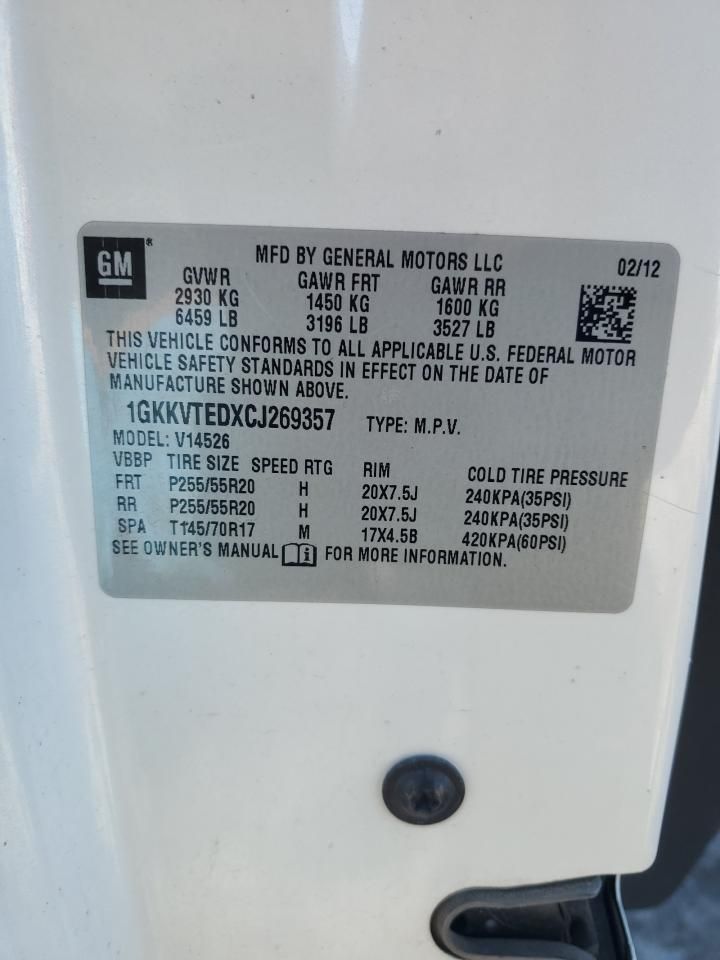 GM ® MFD BY GENERAL MOTORS LLC 02/12
GVWR GAWR FRT GAWR RR
2930 KG 1450 KG 1600 KG
6459 LB 3196 LB 3527 LB
THIS VEHICLE CONFORMS TO ALL APPLICABLE U.S. FEDERAL MOTOR
VEHICLE SAFETY STANDARDS IN EFFECT ON THE DATE OF
MANUFACTURE SHOWN ABOVE.
1GKKVTEDXCJ269357 TYPE: M.P.V.
MODEL: V14526
VBBP TIRE SIZE SPEED RTG RIM COLD TIRE PRESSURE
FRT P255/55R20 H 20X7.5J 240KPA(35PSI)
RR P255/55R20 H 20X7.5J 240KPA(35PSI)
SPA T145/70R17 M 17X4.5B 420KPA(60PSI)
SEE OWNER'S MANUAL i FOR MORE INFORMATION.